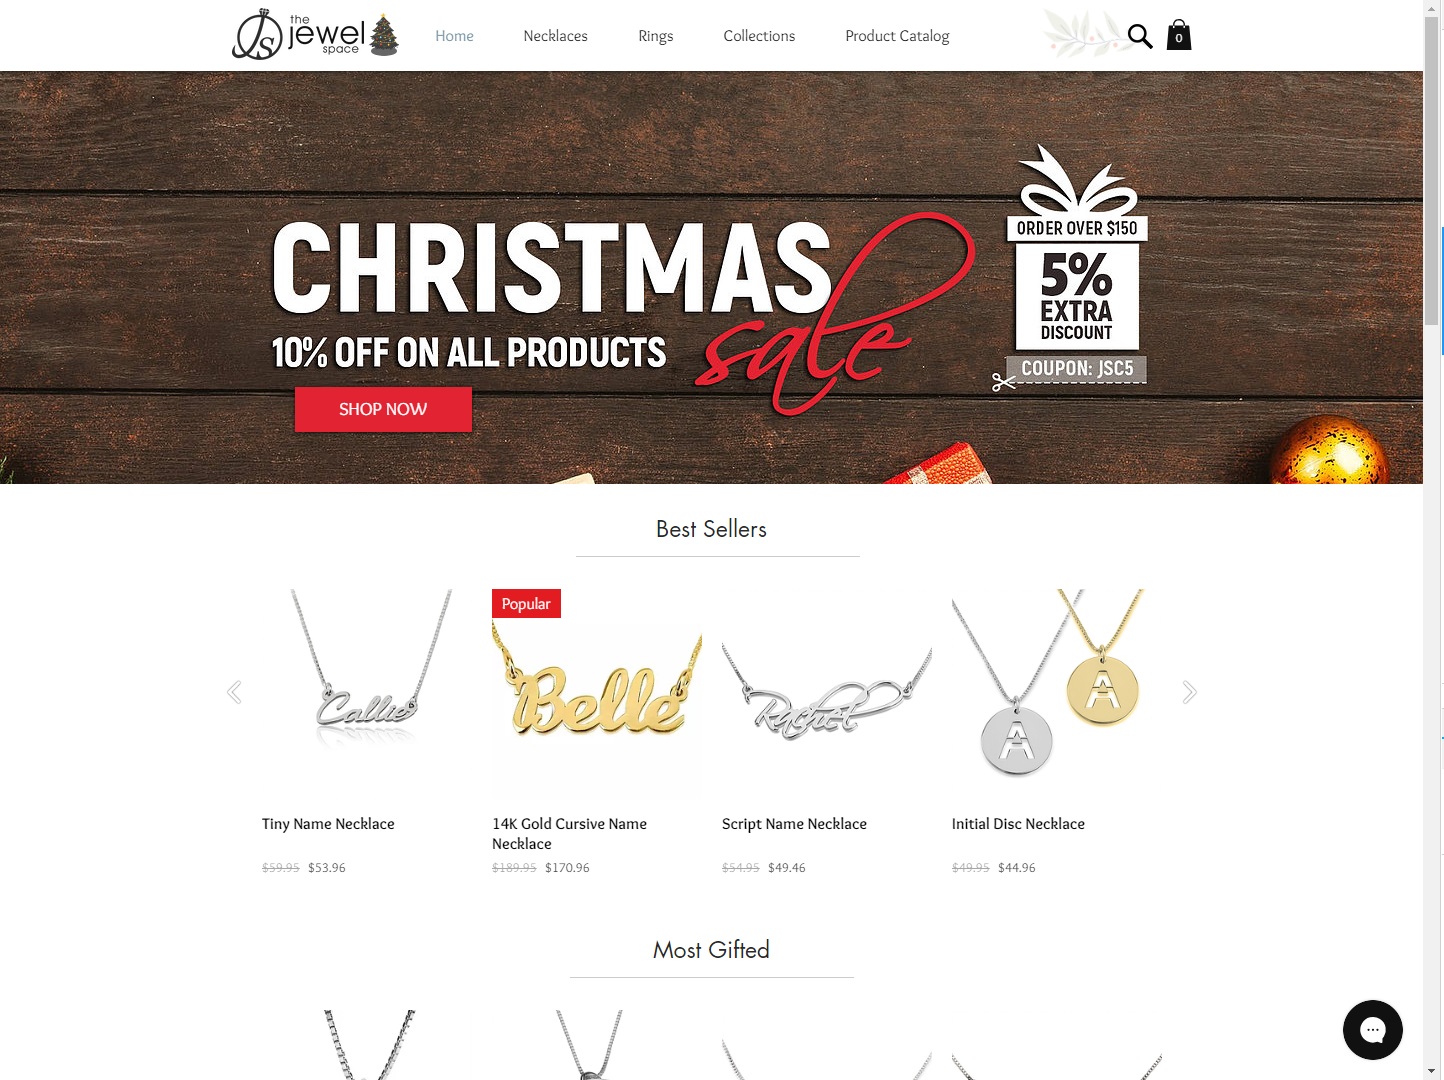 the
jewel
space
Home
Necklaces
Rings
Collections
Product Catalog
0
CHRISTMAS
sale
10% OFF ON ALL PRODUCTS
SHOP NOW
ORDER OVER $150
5%
EXTRA
DISCOUNT
COUPON: JSC5
Best Sellers
Callie
Popular
Belle
Rachel
A
A
Tiny Name Necklace
$59.95 $53.96
14K Gold Cursive Name
Necklace
$189.95 $170.96
Script Name Necklace
$54.95 $49.46
Initial Disc Necklace
$49.95 $44.96
Most Gifted